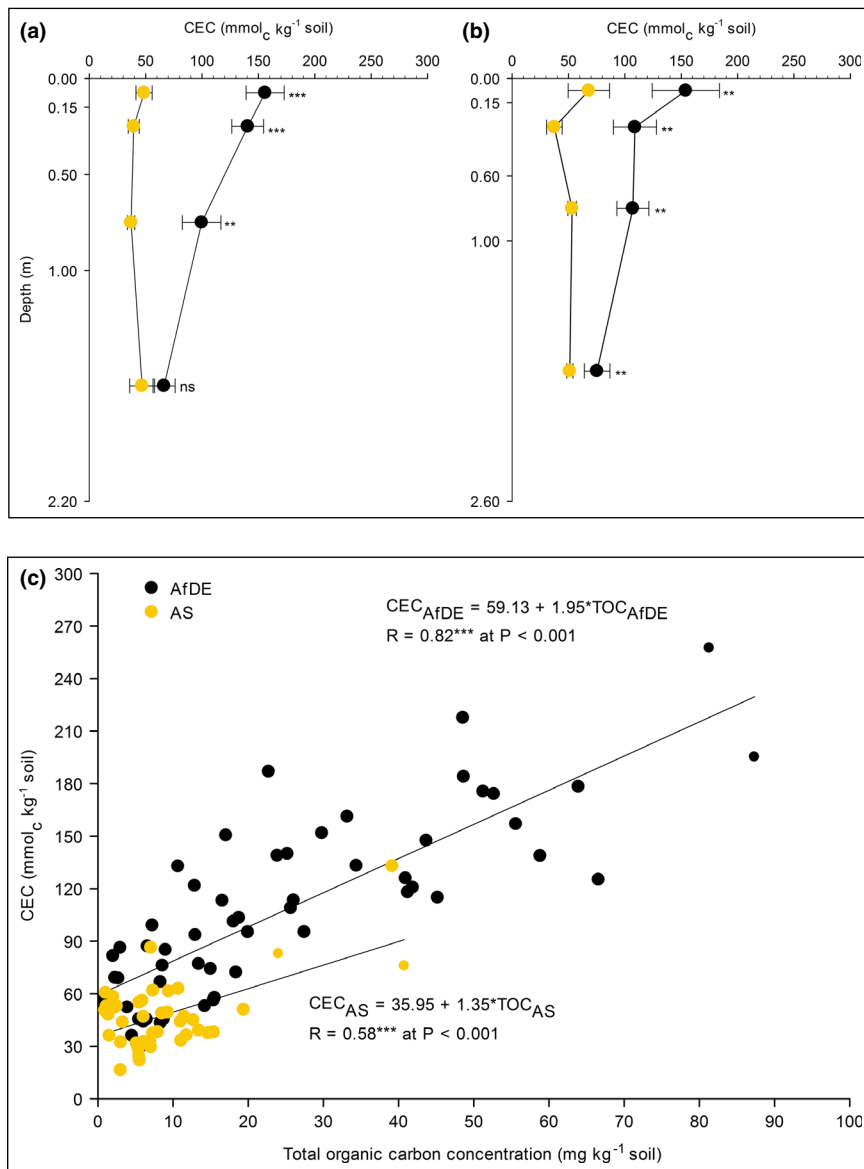 (a)
CEC (mmolc kg-1 soil)
0 50 100 150 200 250 300
0.00
0.15
0.50
1.00
2.20
Depth (m)
***
***
**
ns
(b)
CEC (mmolc kg-1 soil)
0 50 100 150 200 250 300
0.00
0.15
0.60
1.00
2.60
**
**
**
**
(c)
300
270
240
210
180
150
120
90
60
30
0
CEC (mmolc kg-1 soil)
AfDE
AS
CECAfDE = 59.13 + 1.95*TOCAfDE
R = 0.82*** at P < 0.001
CECAS = 35.95 + 1.35*TOCAS
R = 0.58*** at P < 0.001
0 10 20 30 40 50 60 70 80 90 100
Total organic carbon concentration (mg kg-1 soil)